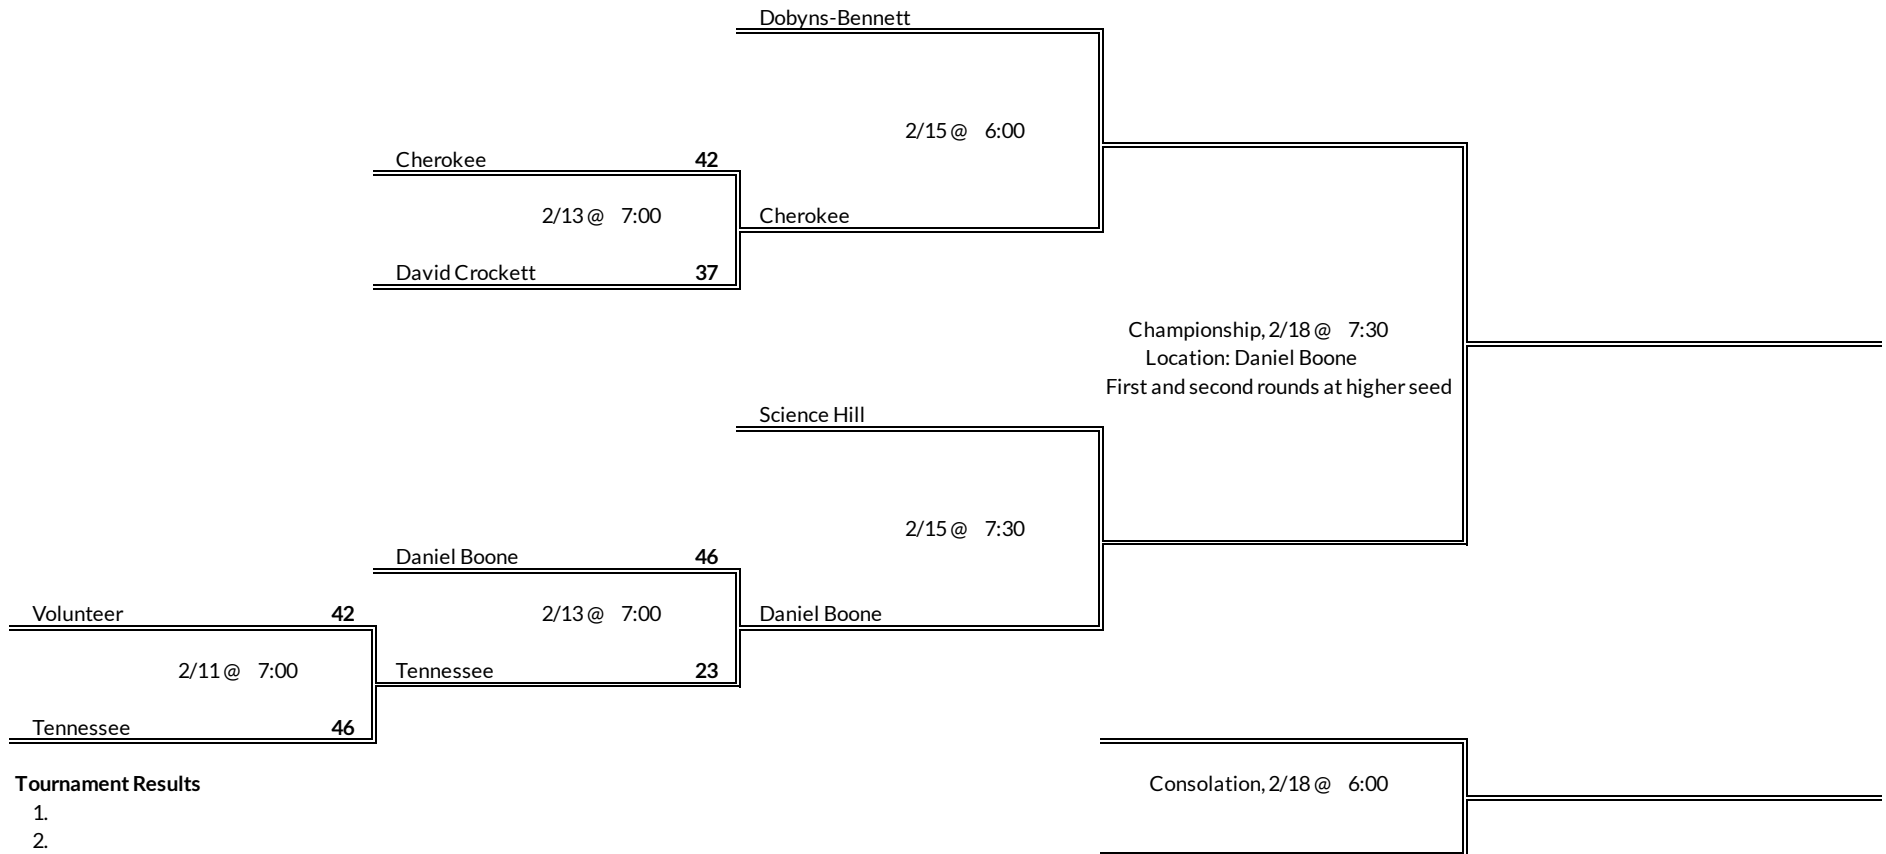 Dobyns-Bennett
2/15 @ 6:00
Cherokee 42
2/13 @ 7:00
Cherokee
David Crockett 37
Championship, 2/18 @ 7:30
Location: Daniel Boone
First and second rounds at higher seed
Science Hill
2/15 @ 7:30
Daniel Boone 46
Volunteer 42
2/13 @ 7:00
Daniel Boone
2/11 @ 7:00
Tennessee 23
Tennessee 46
Tournament Results
Consolation, 2/18 @ 6:00
1.
2.